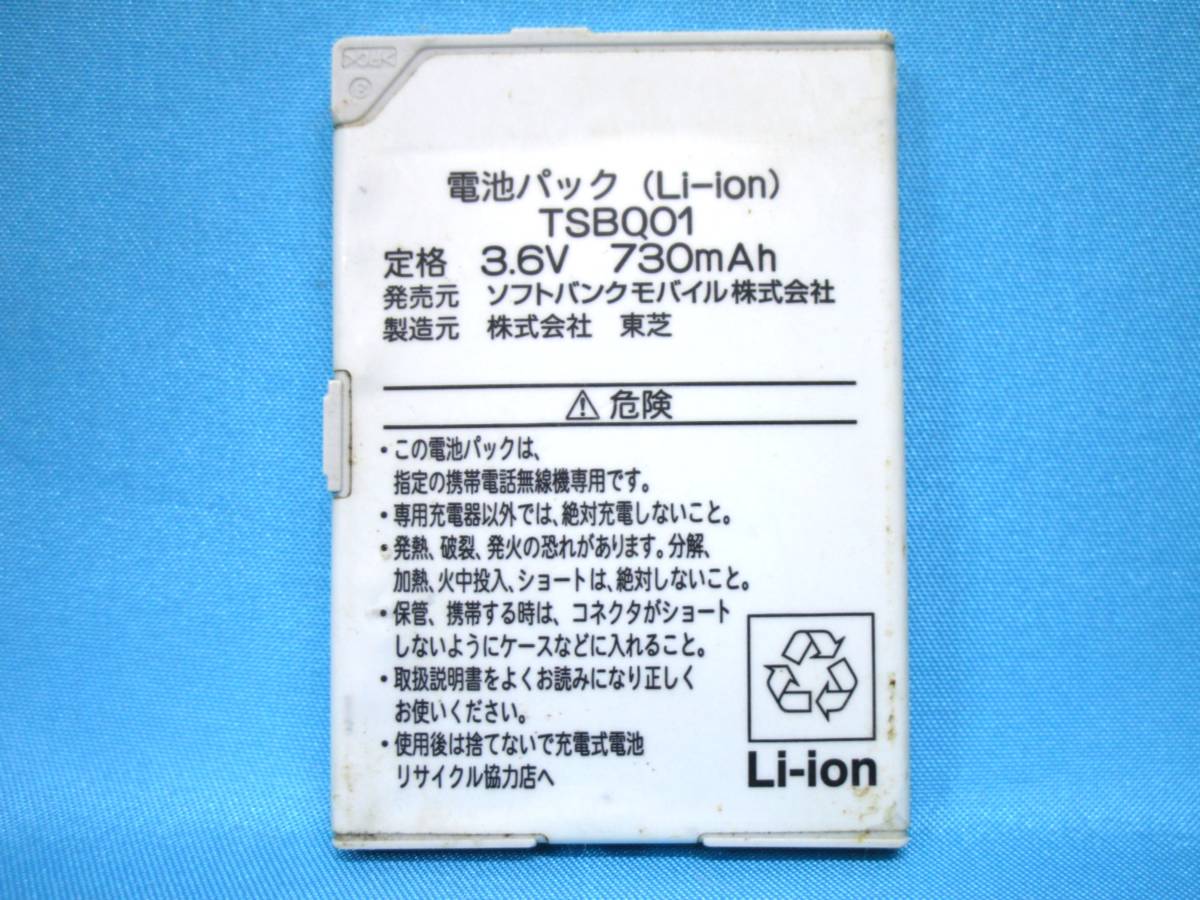 電池パック（Li-ion）
TSBQ01
定格 3.6V 730mAh
発売元 ソフトバンクモバイル株式会社
製造元 株式会社 東芝
⚠危険
・この電池パックは、
指定の携帯電話無線機専用です。
・専用充電器以外では、絶対充電しないこと。
・発熱、破裂、発火の恐れがあります。分解、
加熱、火中投入、ショートは、絶対しないこと。
・保管、携帯する時は、コネクタがショート
しないようにケースなどに入れること。
・取扱説明書をよくお読みになり正しく
お使いください。
・使用後は捨てないで充電式電池
リサイクル協力店へ
Li-ion